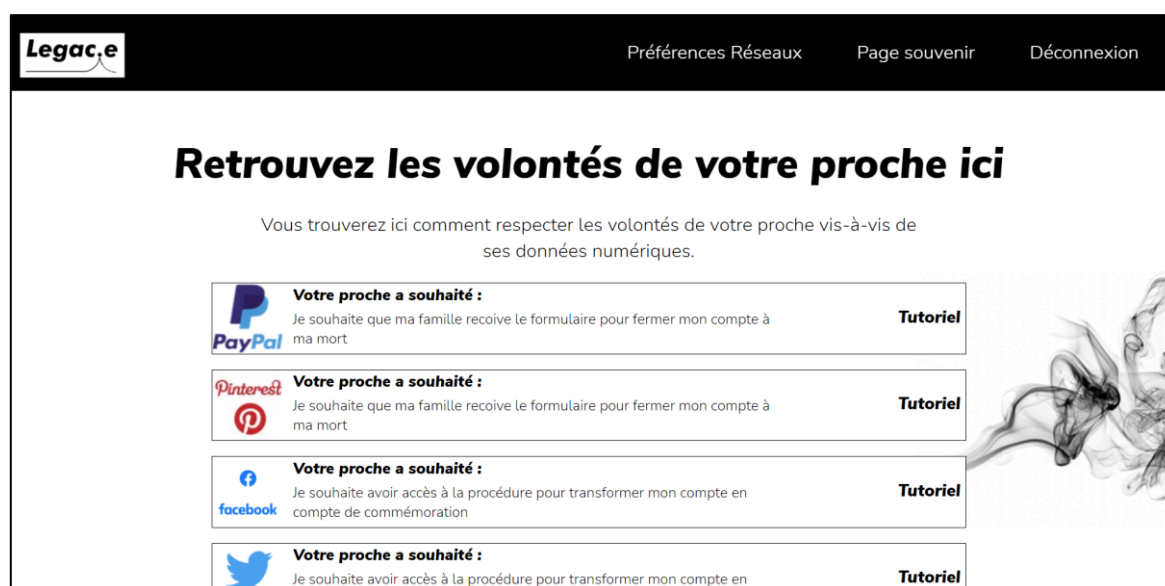 Legac.e
Préférences Réseaux
Page souvenir
Déconnexion
Retrouvez les volontés de votre proche ici
Vous trouverez ici comment respecter les volontés de votre proche vis-à-vis de
ses données numériques.
PayPal
Votre proche a souhaité :
Je souhaite que ma famille recoive le formulaire pour fermer mon compte à
ma mort
Tutoriel
Pinterest
Votre proche a souhaité :
Je souhaite que ma famille recoive le formulaire pour fermer mon compte à
ma mort
Tutoriel
facebook
Votre proche a souhaité :
Je souhaite avoir accès à la procédure pour transformer mon compte en
compte de commémoration
Tutoriel
Votre proche a souhaité :
Je souhaite avoir accès à la procédure pour transformer mon compte en
Tutoriel